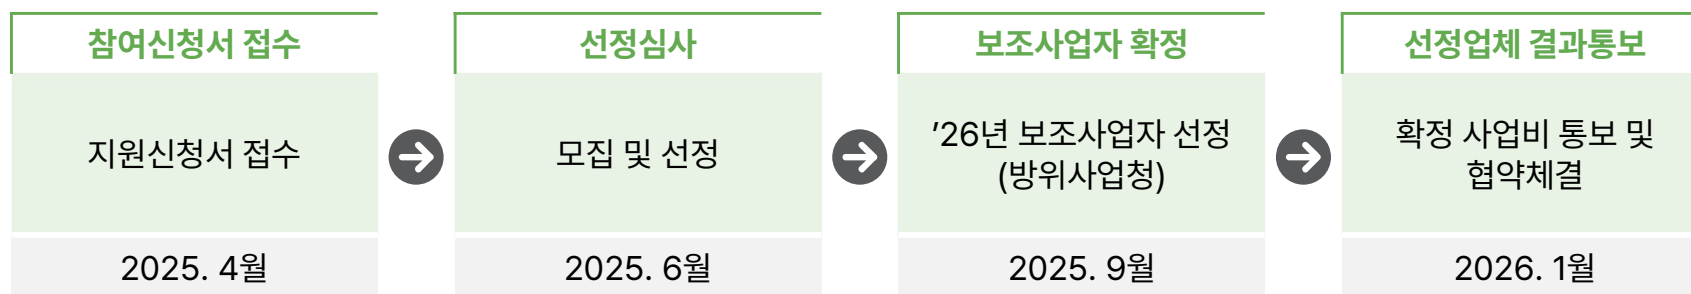 참여신청서 접수
지원신청서 접수
2025. 4월
선정심사
모집 및 선정
2025. 6월
보조사업자 확정
’26년 보조사업자 선정
(방위사업청)
2025. 9월
선정업체 결과통보
확정 사업비 통보 및
협약체결
2026. 1월